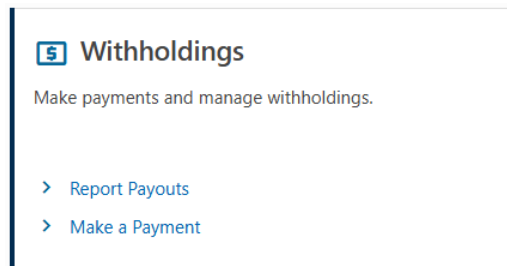 Withholdings
Make payments and manage withholdings.
Report Payouts
Make a Payment